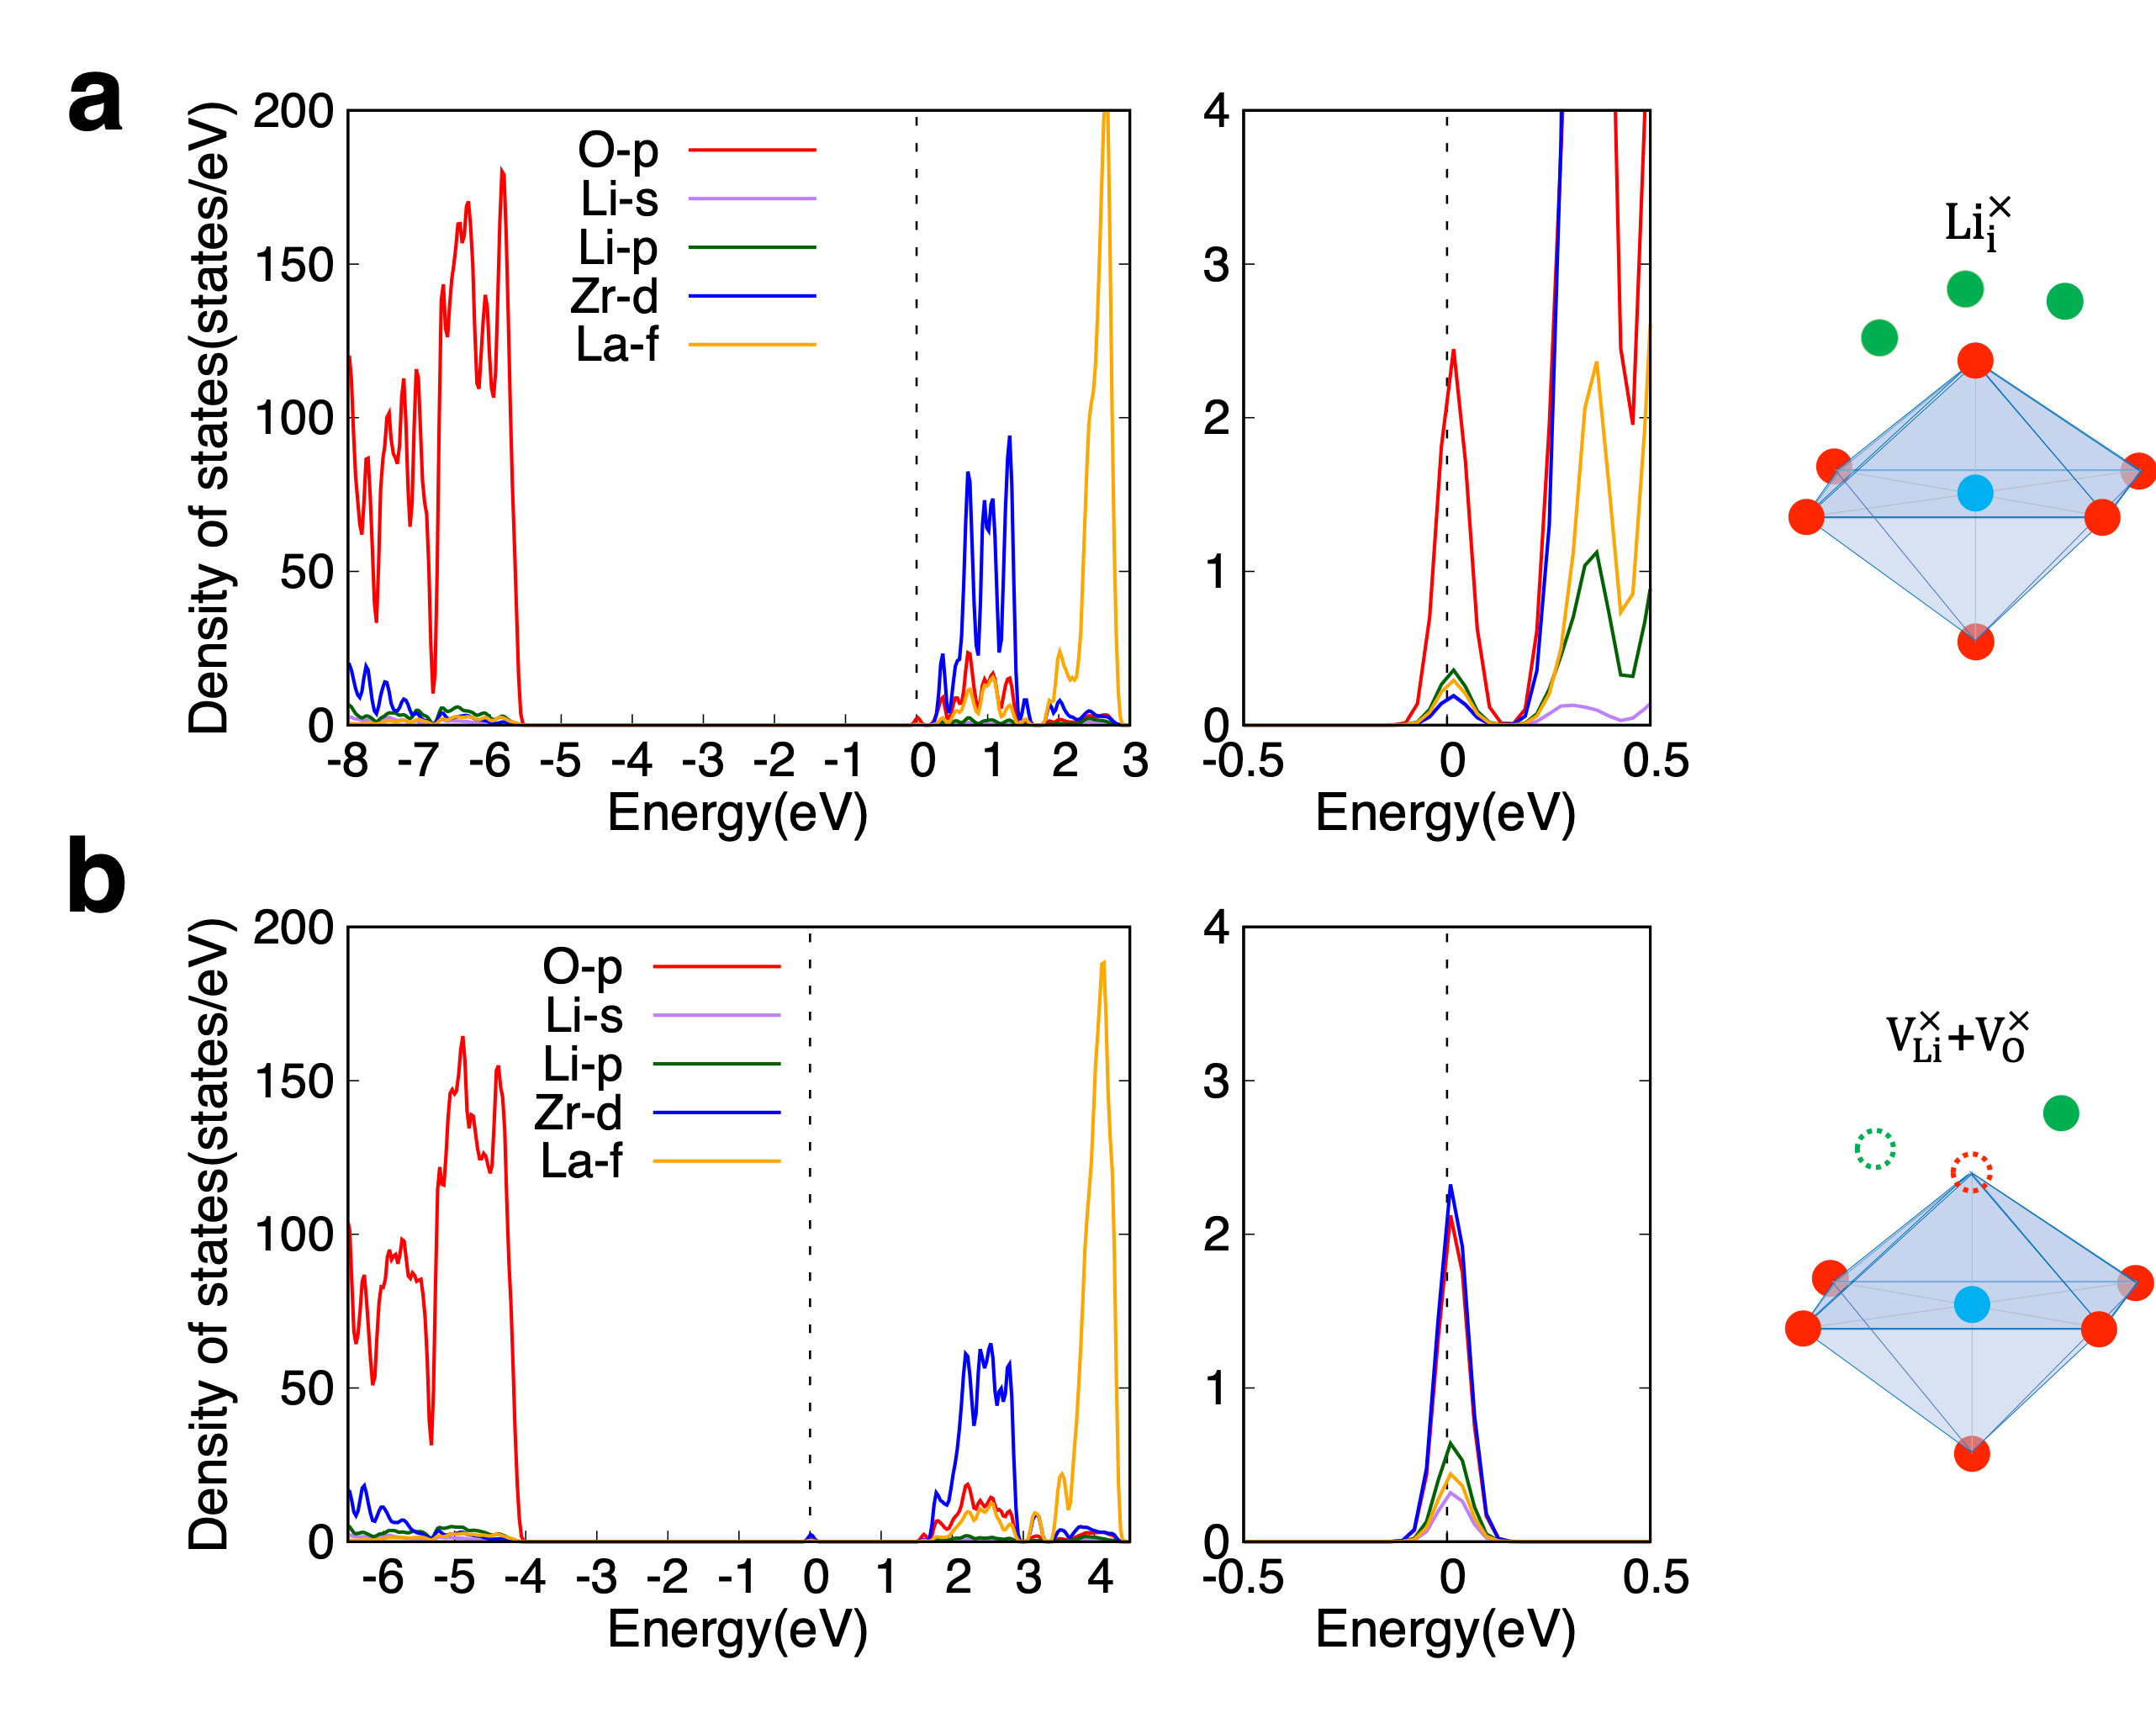 a
Density of states(states/eV)
200
150
100
50
0
O-p
Li-s
Li-p
Zr-d
La-f
-8 -7 -6 -5 -4 -3 -2 -1 0 1 2 3
Energy(eV)
4
3
2
1
0
-0.5 0 0.5
Energy(eV)
Liᵢ×
b
Density of states(states/eV)
200
150
100
50
0
O-p
Li-s
Li-p
Zr-d
La-f
-6 -5 -4 -3 -2 -1 0 1 2 3 4
Energy(eV)
4
3
2
1
0
-0.5 0 0.5
Energy(eV)
V×Li+V×O